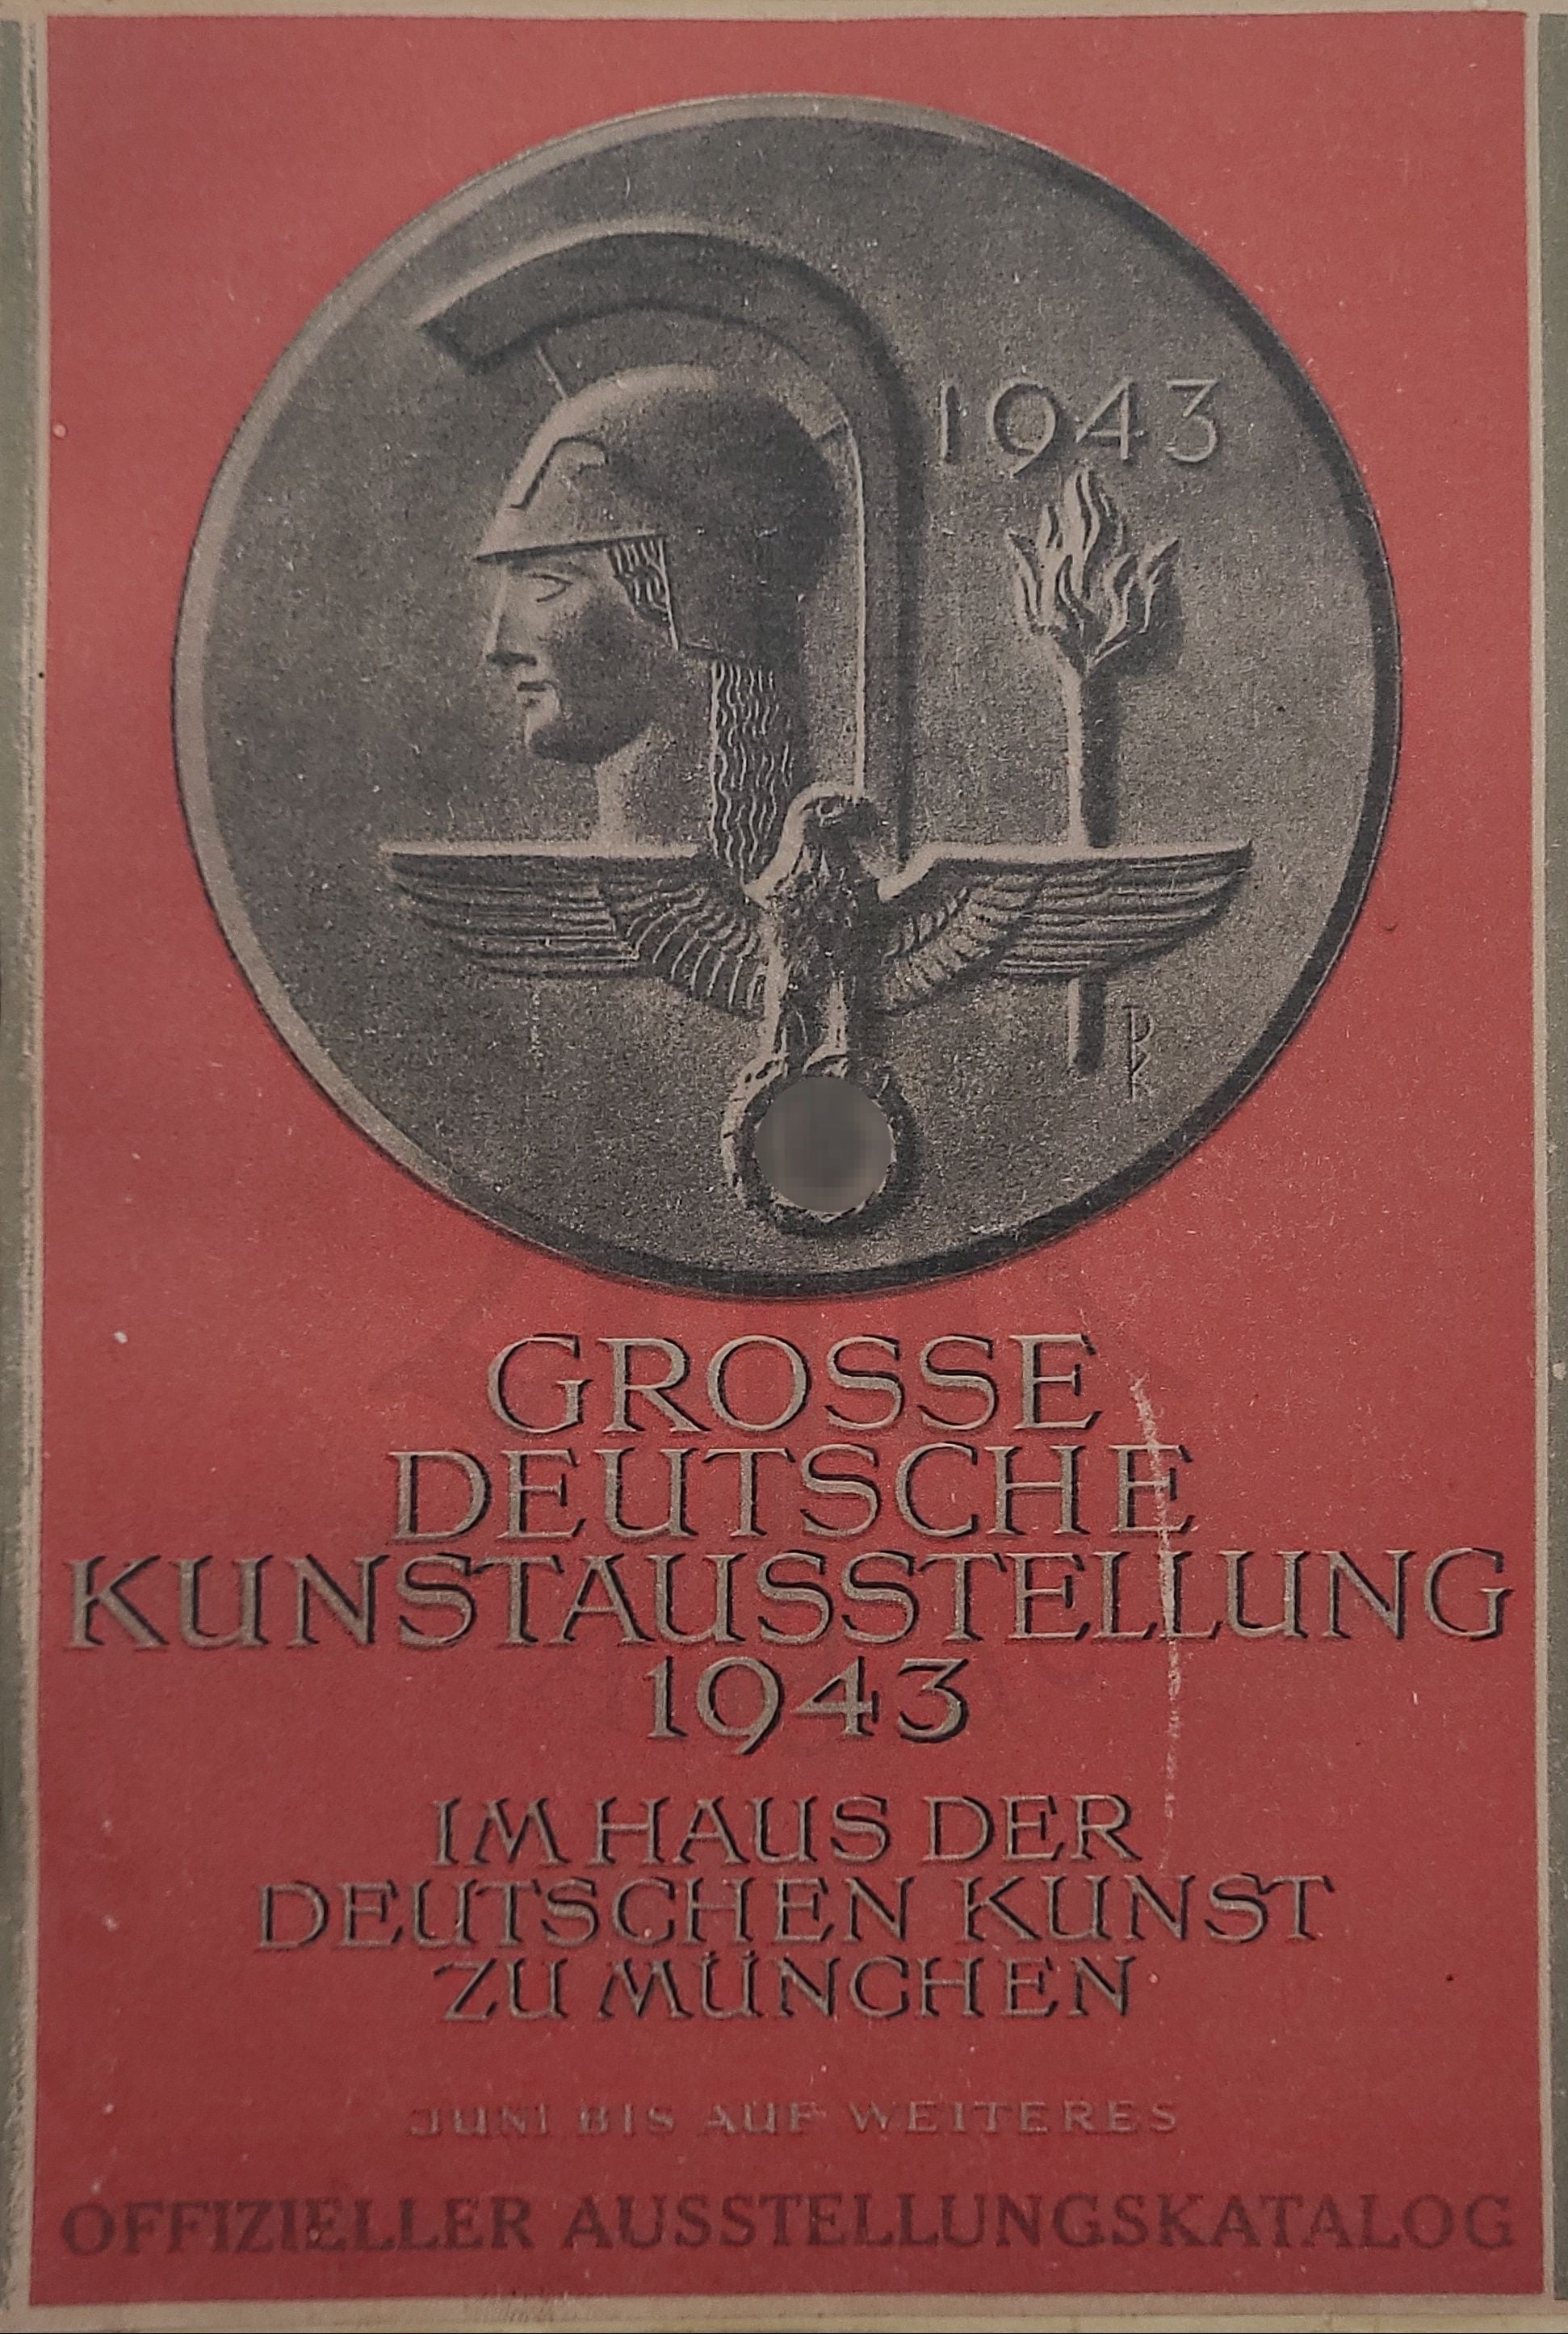 1943
GROSSE
DEUTSCHE
KUNSTAUSSTELLUNG
1943
IM HAUS DER
DEUTSCHEN KUNST
ZU MÜNCHEN
JUNI BIS AUF WEITERES
OFFIZIELLER AUSSTELLUNGSKATALOG